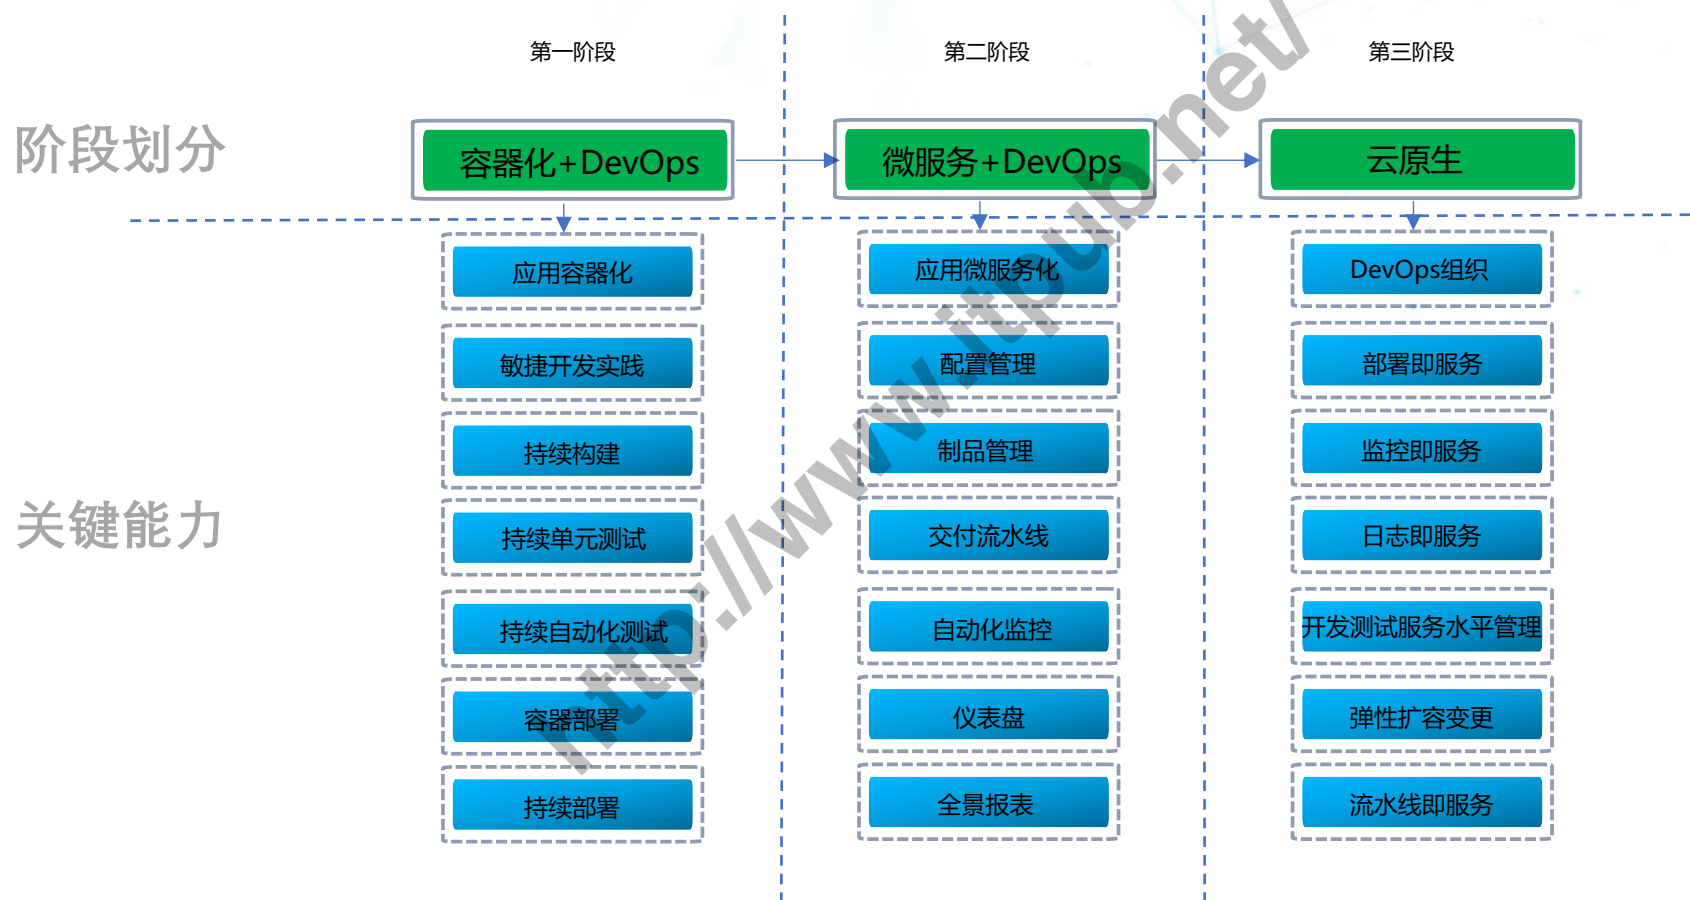 第一阶段
第二阶段
第三阶段
阶段划分
容器化+DevOps
微服务+DevOps
云原生
关键能力
应用容器化
敏捷开发实践
持续构建
持续单元测试
持续自动化测试
容器部署
持续部署
应用微服务化
配置管理
制品管理
交付流水线
自动化监控
仪表盘
全景报表
DevOps组织
部署即服务
监控即服务
日志即服务
开发测试服务水平管理
弹性扩容变更
流水线即服务
http://www.itpub.net/